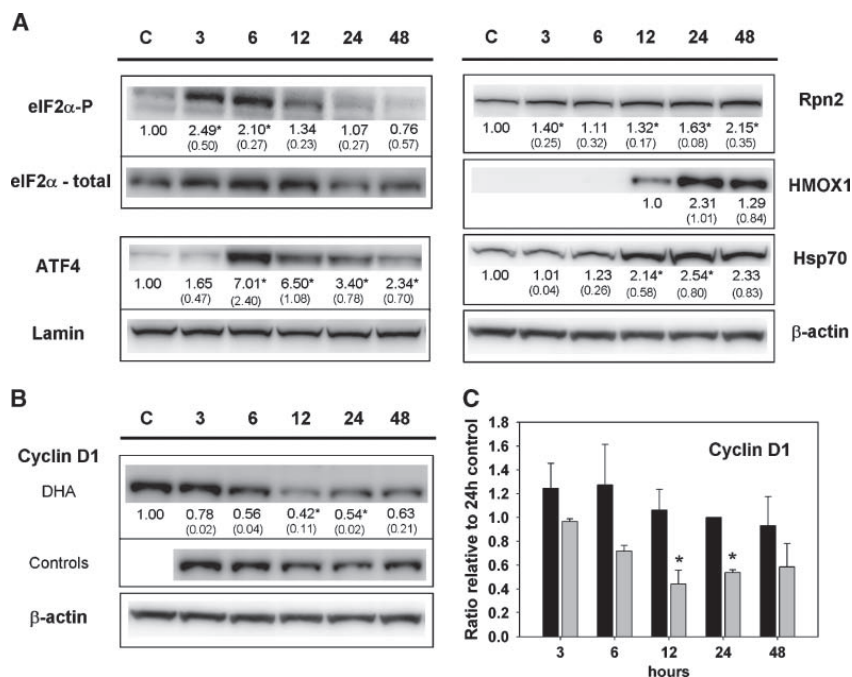 A
C 3 6 12 24 48
eIF2α-P
1.00 2.49* 2.10* 1.34 1.07 0.76
(0.50) (0.27) (0.23) (0.27) (0.57)
eIF2α - total
ATF4
1.00 1.65 7.01* 6.50* 3.40* 2.34*
(0.47) (2.40) (1.08) (0.78) (0.70)
Lamin
C 3 6 12 24 48
Rpn2
1.00 1.40* 1.11 1.32* 1.63* 2.15*
(0.25) (0.32) (0.17) (0.08) (0.35)
HMOX1
1.0 2.31 1.29
(1.01) (0.84)
Hsp70
1.00 1.01 1.23 2.14* 2.54* 2.33
(0.04) (0.26) (0.58) (0.80) (0.83)
β-actin
B
C 3 6 12 24 48
Cyclin D1
DHA
1.00 0.78 0.56 0.42* 0.54* 0.63
(0.02) (0.04) (0.11) (0.02) (0.21)
Controls
β-actin
C
Cyclin D1
Ratio relative to 24h control
1.8
1.6
1.4
1.2
1.0
0.8
0.6
0.4
0.2
0.0
* *
3 6 12 24 48
hours